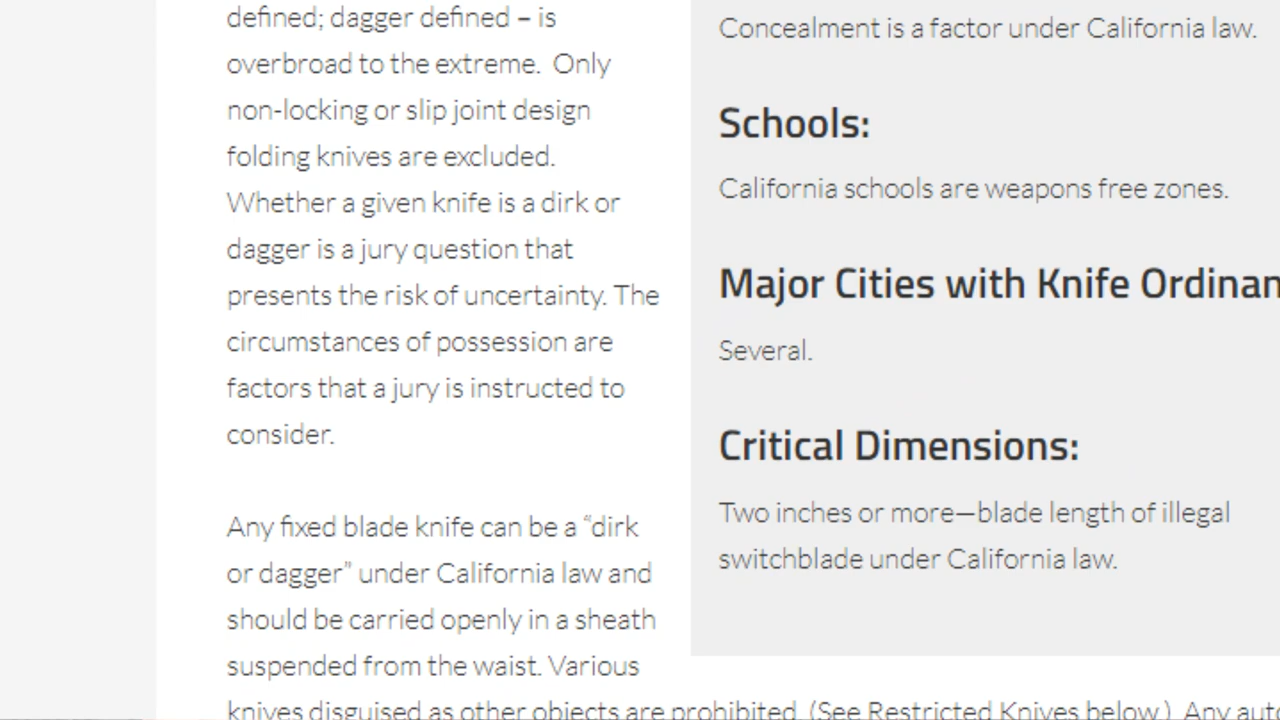 defined; dagger defined – is
overbroad to the extreme.  Only
non-locking or slip joint design
folding knives are excluded.
Whether a given knife is a dirk or
dagger is a jury question that
presents the risk of uncertainty. The
circumstances of possession are
factors that a jury is instructed to
consider.
Any fixed blade knife can be a “dirk
or dagger” under California law and
should be carried openly in a sheath
suspended from the waist. Various
knives disguised as other objects are prohibited. (See Restricted Knives below.)  Any
Concealment is a factor under California law.
Schools:
California schools are weapons free zones.
Major Cities with Knife
Several.
Critical Dimensions:
Two inches or more—blade length of illegal
switchblade under California law.